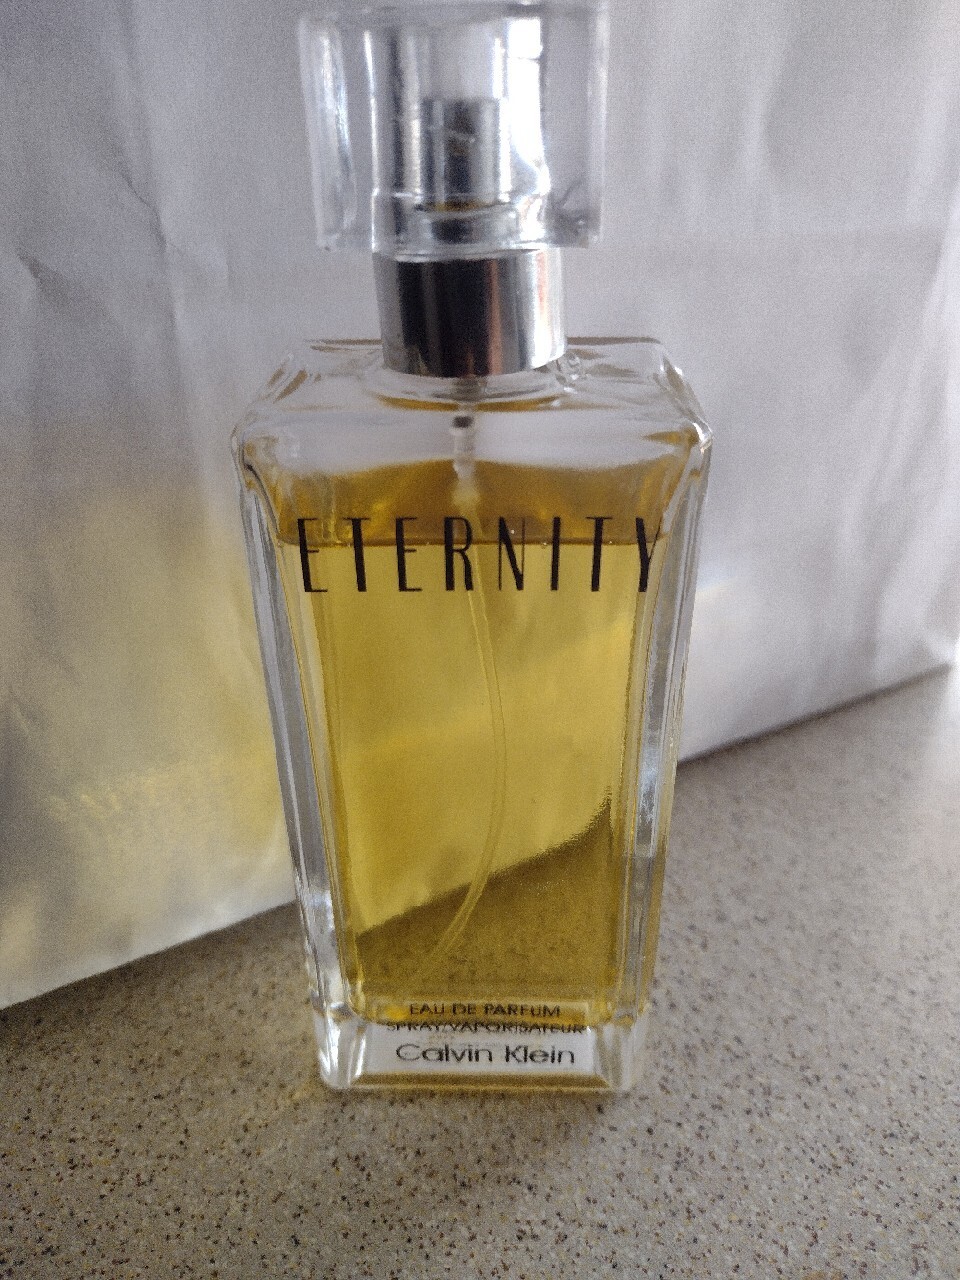 ETERNITY
EAU DE PARFUM
SPRAY/VAPORISATEUR
Calvin Klein